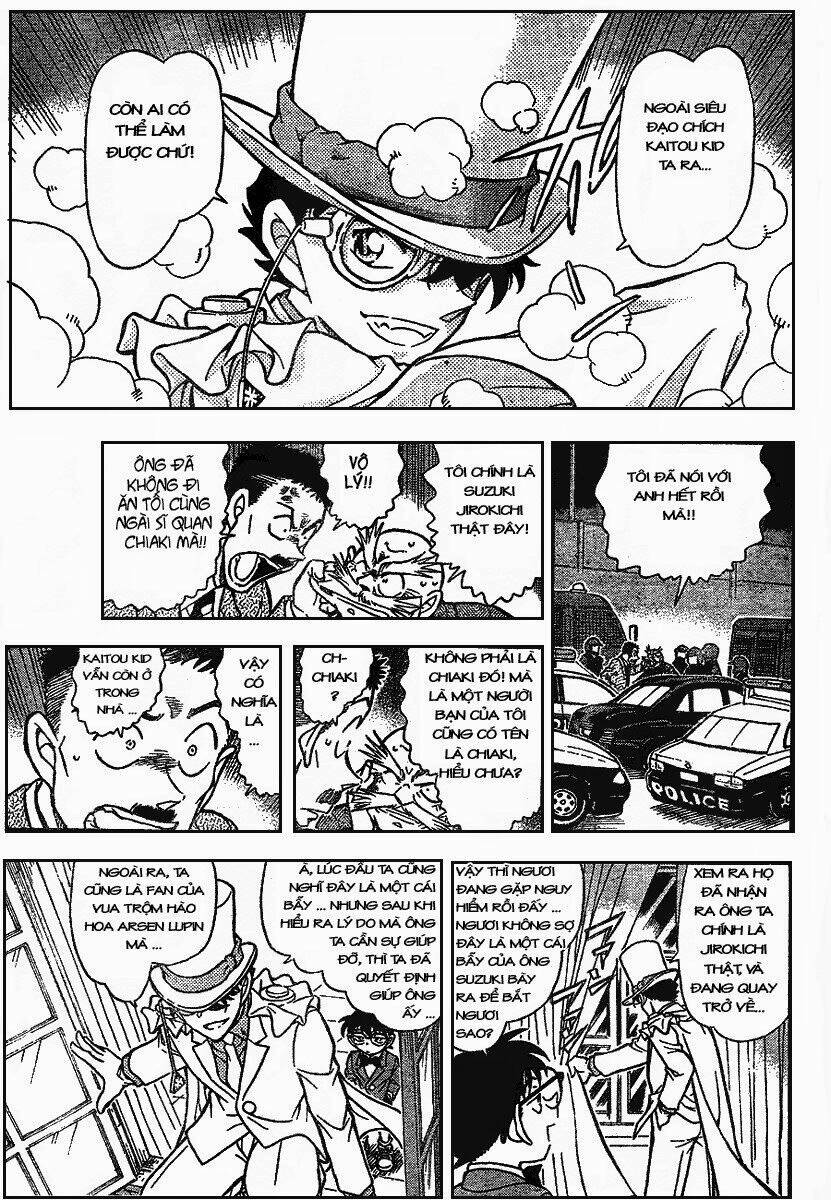 NGOÀI SIÊU
ĐẠO CHÍCH
KAITOU KID
TA RA...
CÒN AI CÓ
THỂ LÀM
ĐƯỢC CHỨ!
TÔI ĐÃ NÓI VỚI
ANH HẾT RỒI
MÀ!!
POLICE
TÔI CHÍNH LÀ
SUZUKI
JIROKICHI
THẬT ĐÂY!
VÔ
LÝ!!
ÔNG ĐÃ
KHÔNG ĐI
ĂN TỐI CÙNG
NGÀI SĨ QUAN
CHIAKI MÀ!!
KHÔNG PHẢI LÀ
CHIAKI ĐÓ! MÀ
LÀ MỘT NGƯỜI
BẠN CỦA TÔI
CŨNG CÓ TÊN
LÀ CHIAKI,
HIỂU CHƯA?
CH-
CHIAKI
?
VẬY
CÓ
NGHĨA
LÀ
...
KAITOU KID
VẪN CÒN Ở
TRONG
NHÀ ...
XEM RA HỌ
ĐÃ NHẬN
RA ÔNG TA
CHÍNH LÀ
JIROKICHI
THẬT, VÀ
ĐANG QUAY
TRỞ VỀ...
VẬY THÌ NGƯƠI
ĐANG GẶP NGUY
HIỂM RỒI ĐẤY ...
NGƯƠI KHÔNG SỢ
ĐÂY LÀ MỘT CÁI
BẪY CỦA ÔNG
SUZUKI BÀY
RA ĐỂ BẮT
NGƯƠI
SAO?
À, LÚC ĐẦU TA CŨNG
NGHĨ ĐÂY LÀ MỘT CÁI
BẪY ... NHƯNG SAU KHI
HIỂU RA LÝ DO MÀ ÔNG
TA CẦN SỰ GIÚP
ĐỠ, THÌ TA ĐÃ
QUYẾT ĐỊNH
GIÚP ÔNG
ẤY ...
NGOÀI RA, TA
CŨNG LÀ FAN CỦA
VUA TRỘM HÀO
HOA ARSEN LUPIN
MÀ ...